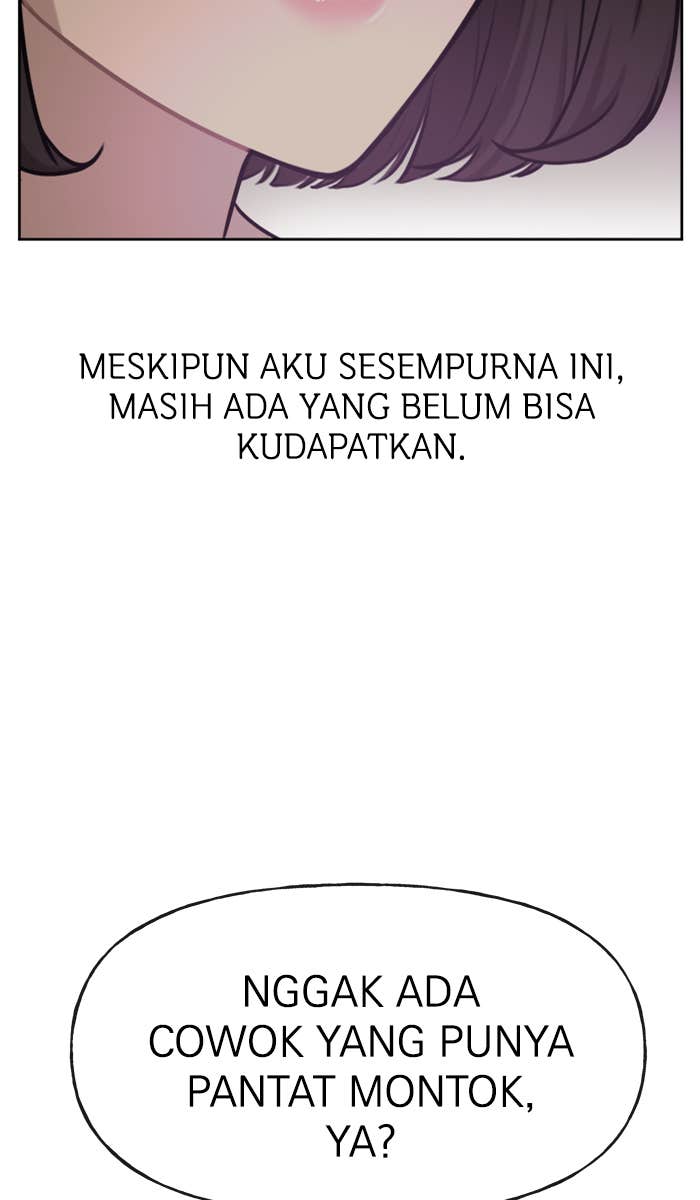 MESKIPUN AKU SESEMPURNA INI,
MASIH ADA YANG BELUM BISA
KUDAPATKAN.
NGGAK ADA
COWOK YANG PUNYA
PANTAT MONTOK,
YA?